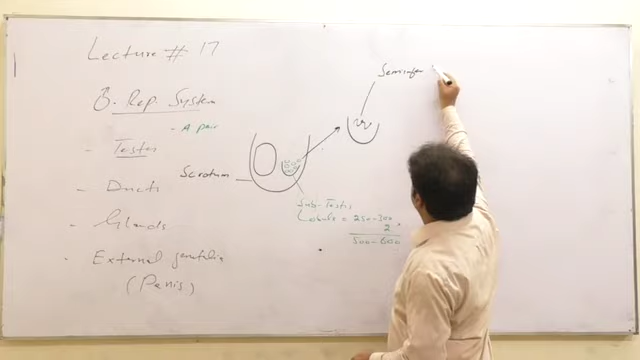 Lecture # 17
♂. Rep. System
- A pair
- Testes
- Ducts
- Glands
- External genitalia
(Penis)
Scrotum
Sub-Testis
Lobules = 250-300
2 x
500-600
Seminifer